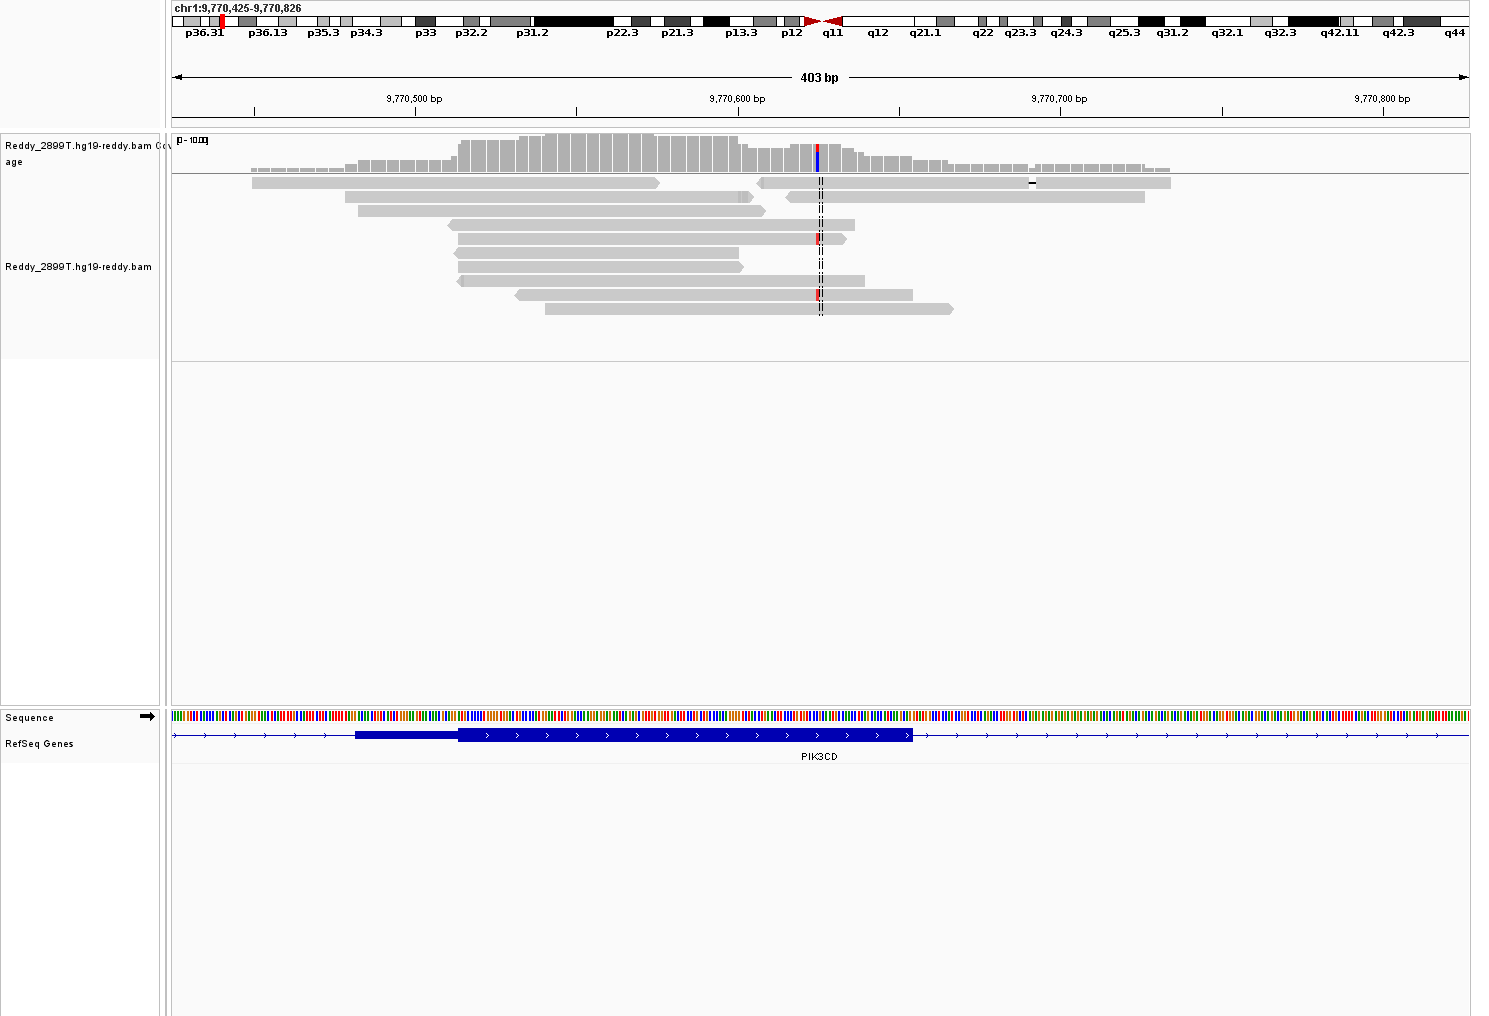 chr1:9,770,425-9,770,826
p36.31 p36.13 p35.3 p34.3 p33 p32.2 p31.2 p22.3 p21.3 p13.3 p12 q11 q12 q21.1 q22 q23.3 q24.3 q25.3 q31.2 q32.1 q32.3 q42.11 q42.3 q44
403 bp
9,770,500 bp 9,770,600 bp 9,770,700 bp 9,770,800 bp
Reddy_2899T.hg19-reddy.bam Cov
age
[0 - 10.00]
Reddy_2899T.hg19-reddy.bam
Sequence
RefSeq Genes
PIK3CD